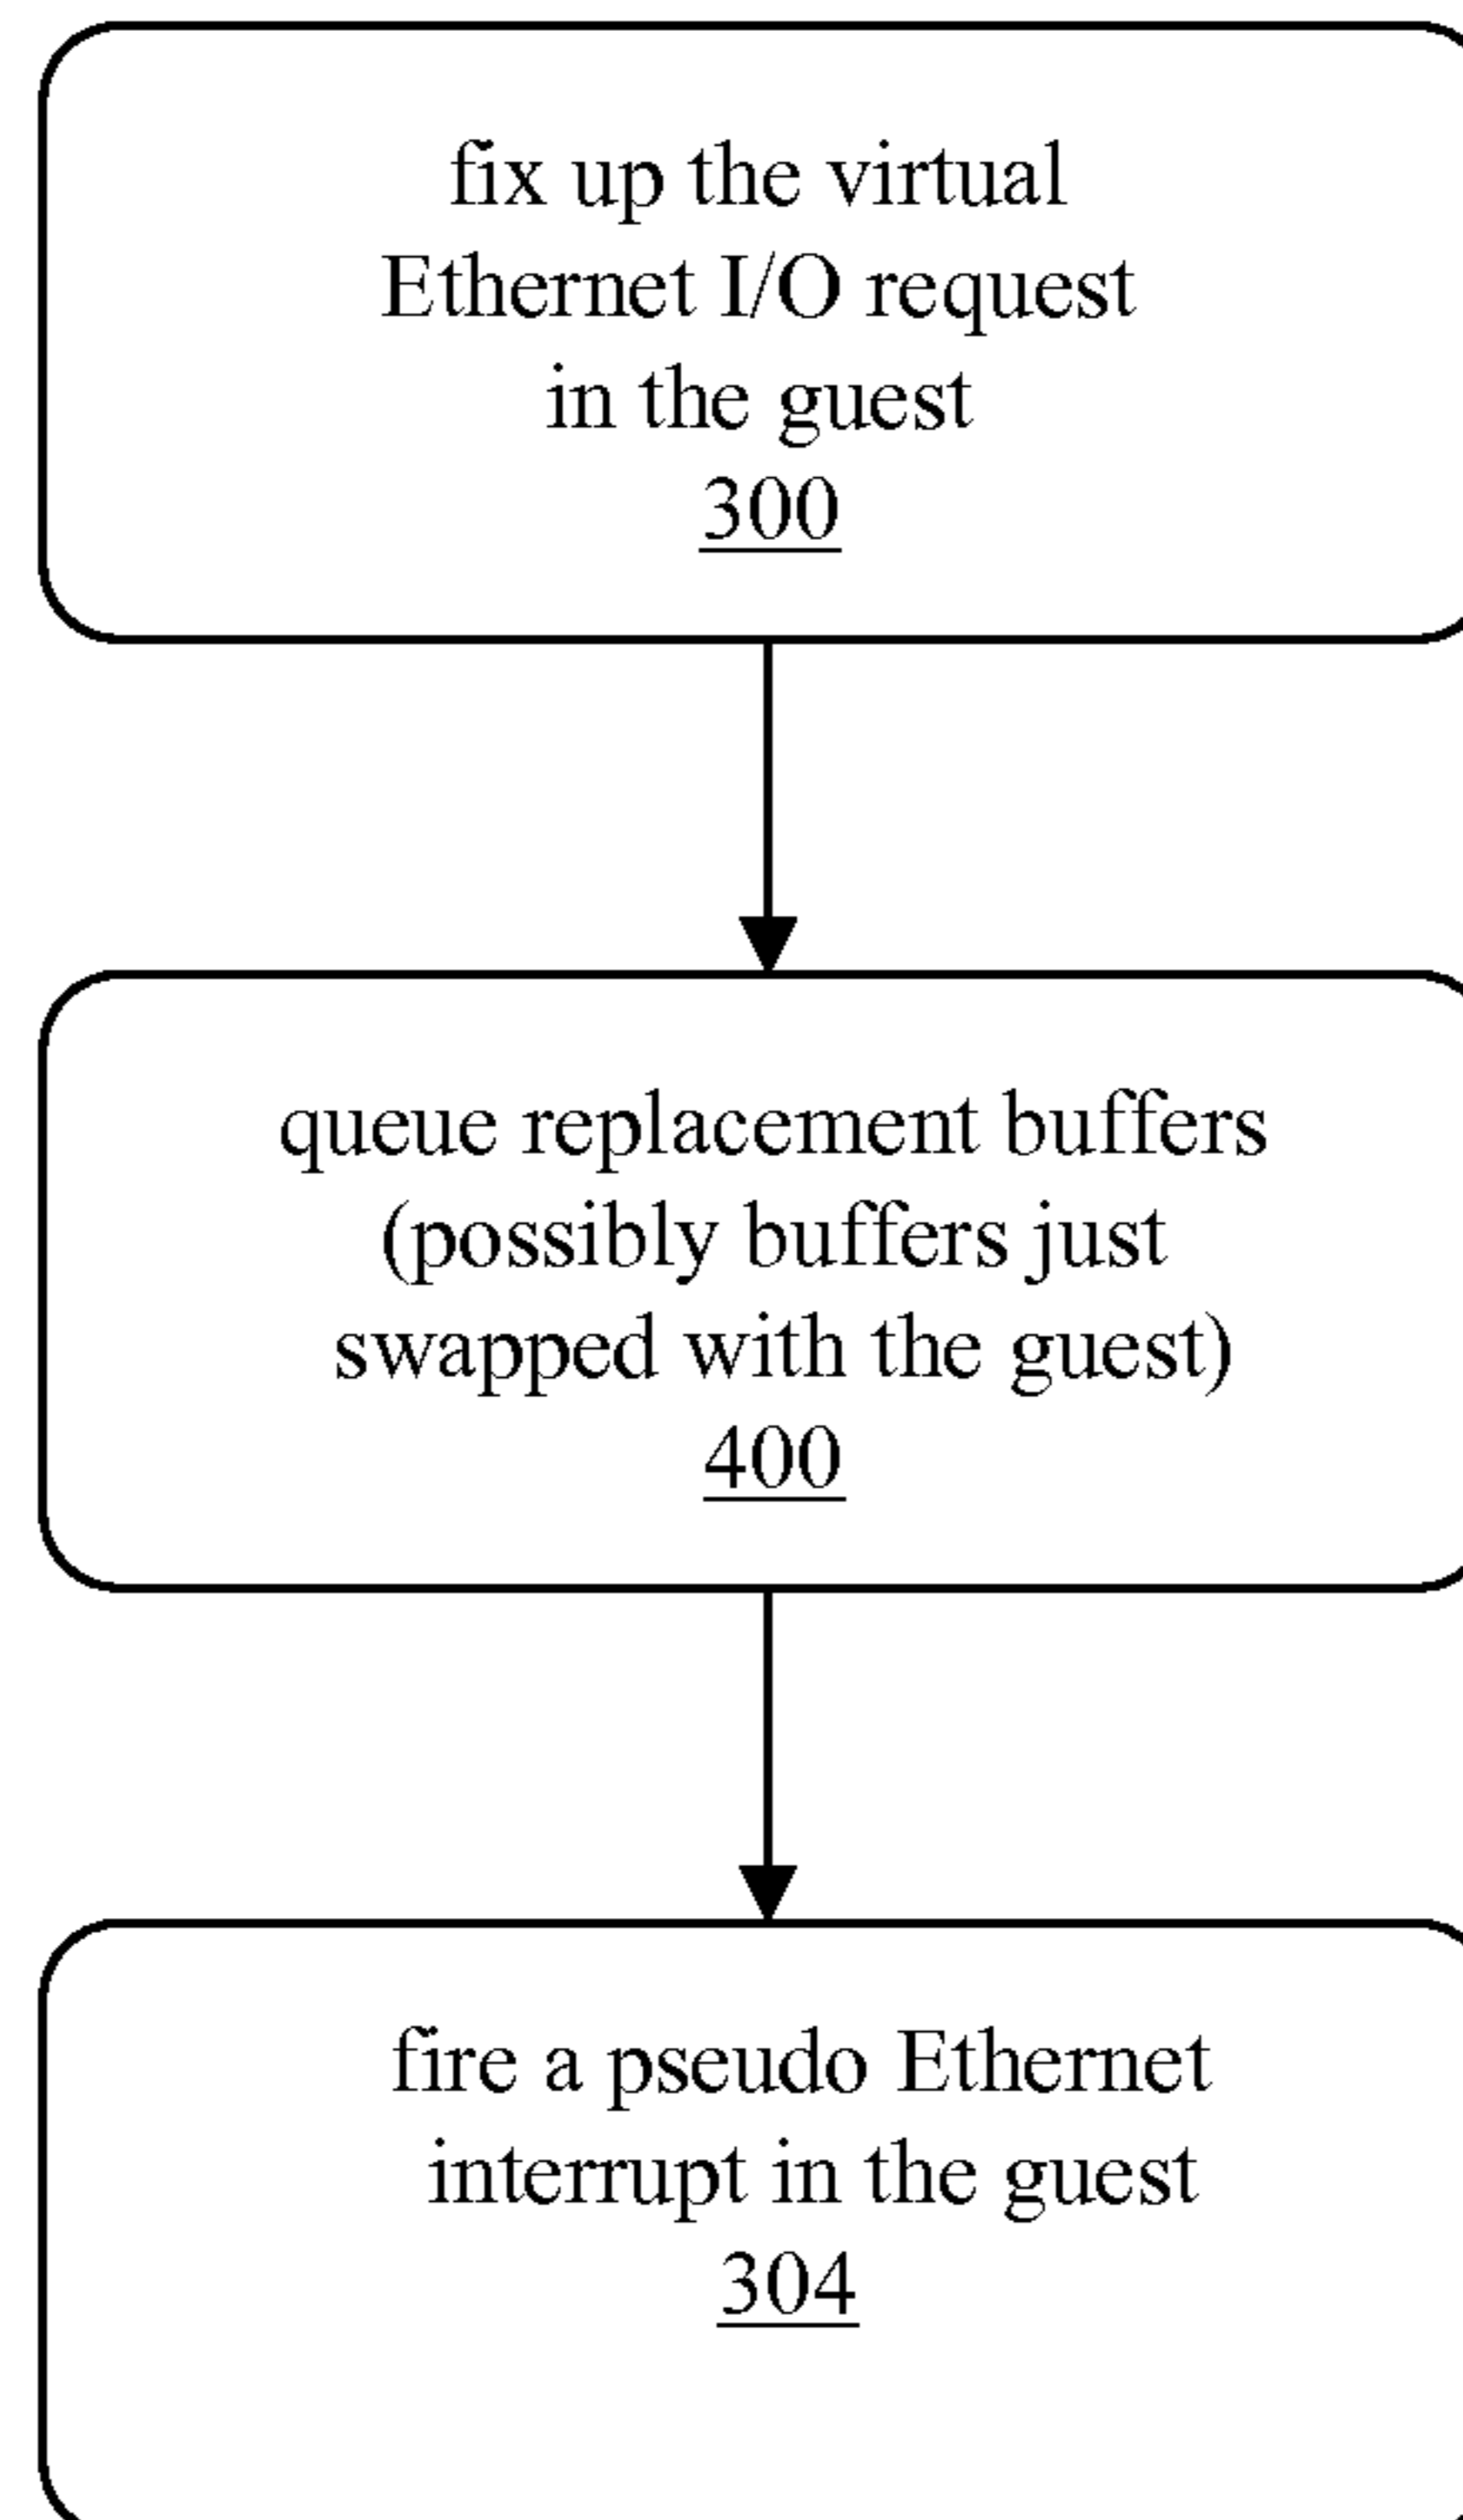 fix up the virtual
Ethernet I/O request
in the guest
300
queue replacement buffers
(possibly buffers just
swapped with the guest)
400
fire a pseudo Ethernet
interrupt in the guest
304